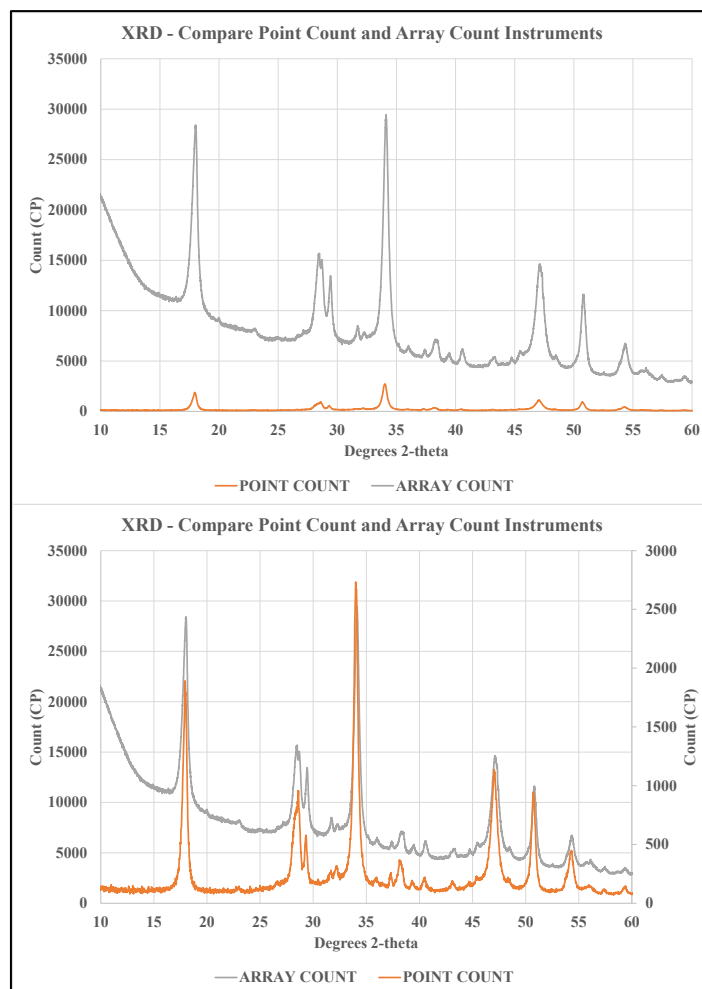 XRD - Compare Point Count and Array Count Instruments
35000
30000
25000
20000
15000
10000
5000
0
Count (CP)
10 15 20 25 30 35 40 45 50 55 60
Degrees 2-theta
POINT COUNT ARRAY COUNT
XRD - Compare Point Count and Array Count Instruments
35000 3000
30000 2500
25000 2000
20000 1500
15000 1000
10000 500
5000 0
0
Count (CP) Count (CP)
10 15 20 25 30 35 40 45 50 55 60
Degrees 2-theta
ARRAY COUNT POINT COUNT